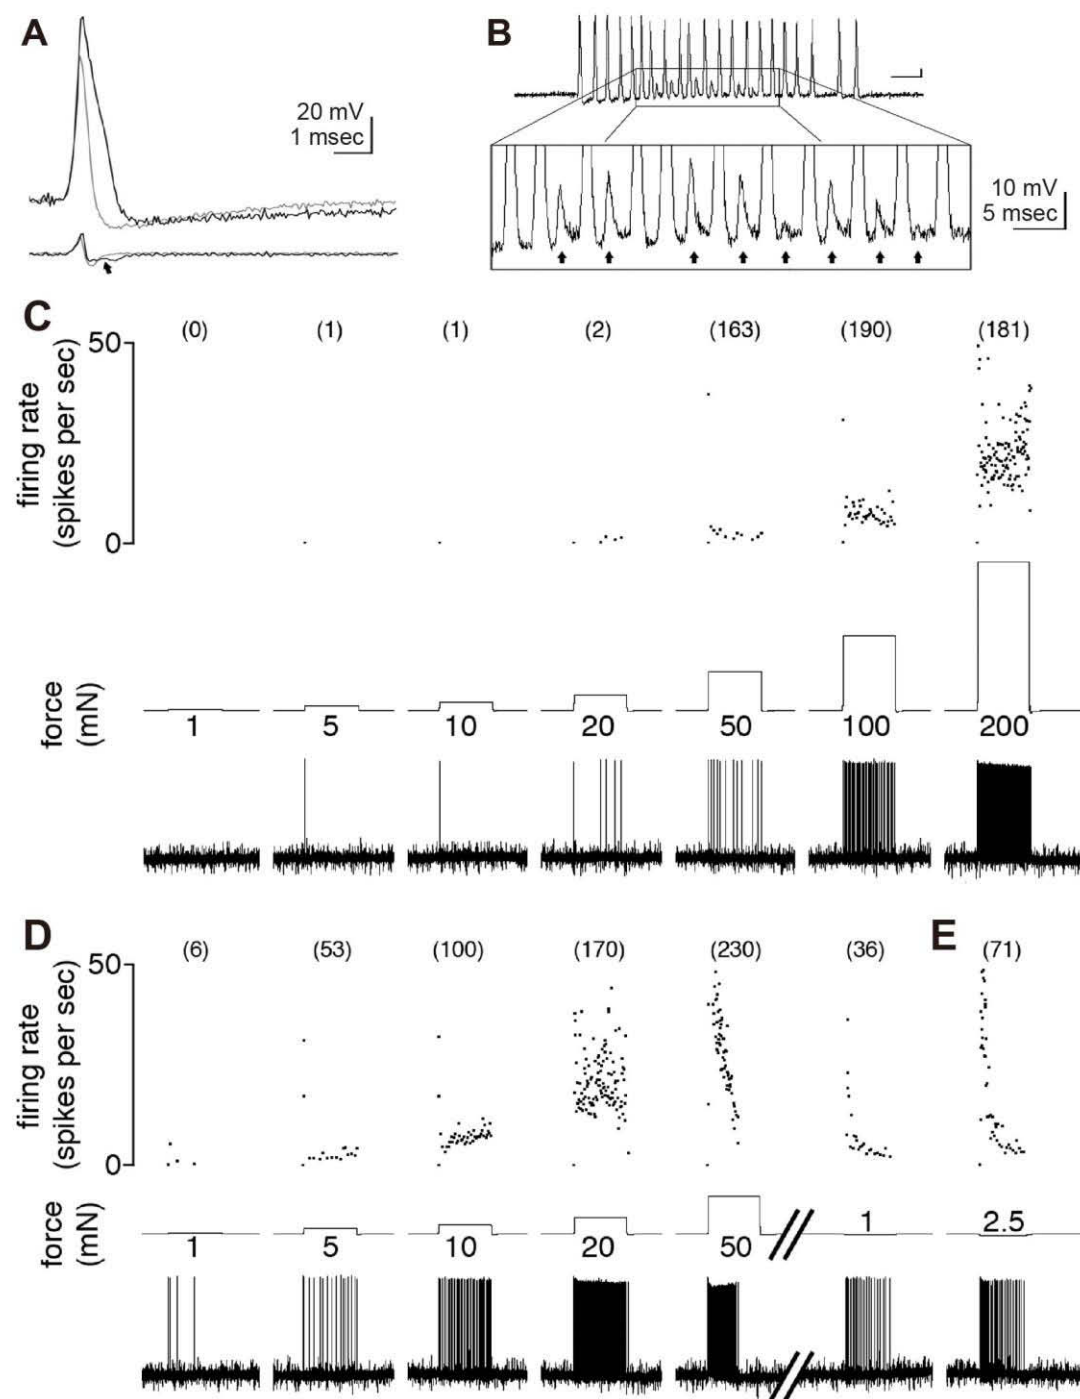 A
20 mV
1 msec
B
10 mV
5 msec
C
(0) (1) (1) (2) (163) (190) (181)
50
firing rate
(spikes per sec)
0
force
(mN)
1 5 10 20 50 100 200
D
E
(6) (53) (100) (170) (230) (36) (71)
50
firing rate
(spikes per sec)
0
force
(mN)
1 5 10 20 50 1 2.5